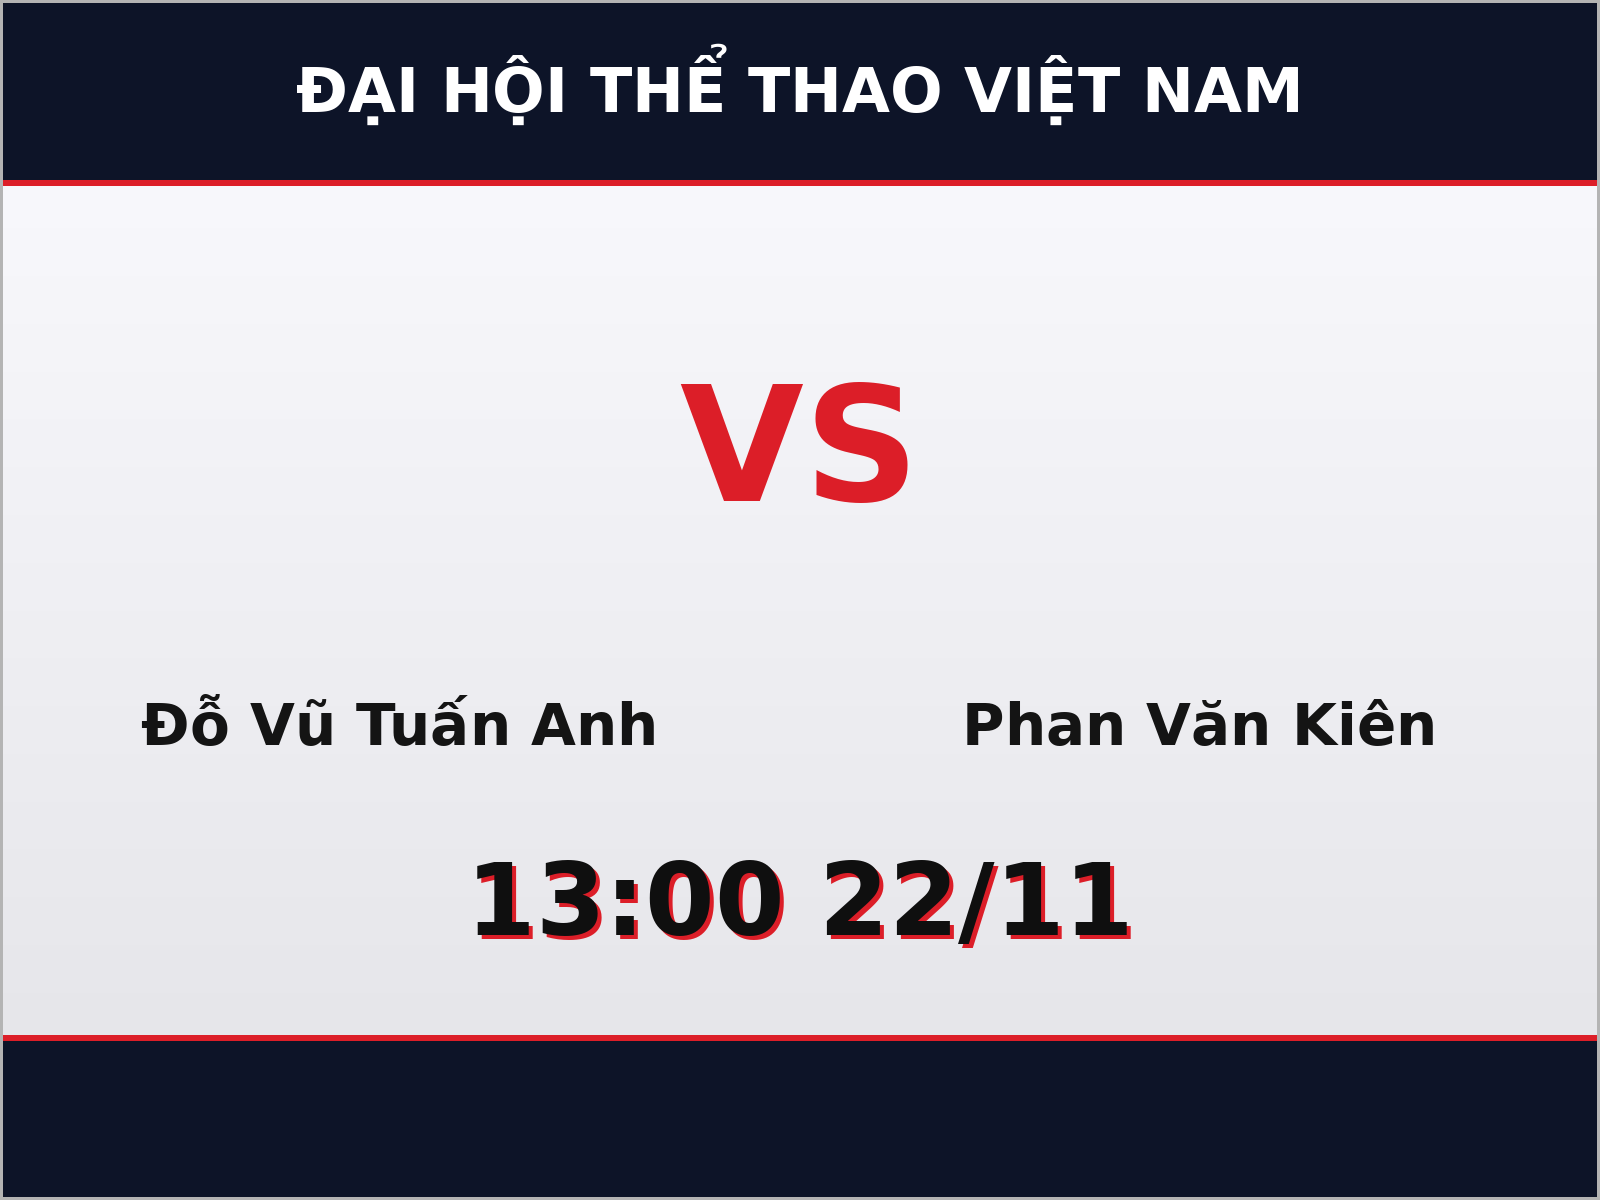 ĐẠI HỘI THỂ THAO VIỆT NAM
VS
Đỗ Vũ Tuấn Anh
Phan Văn Kiên
13:00 22/11